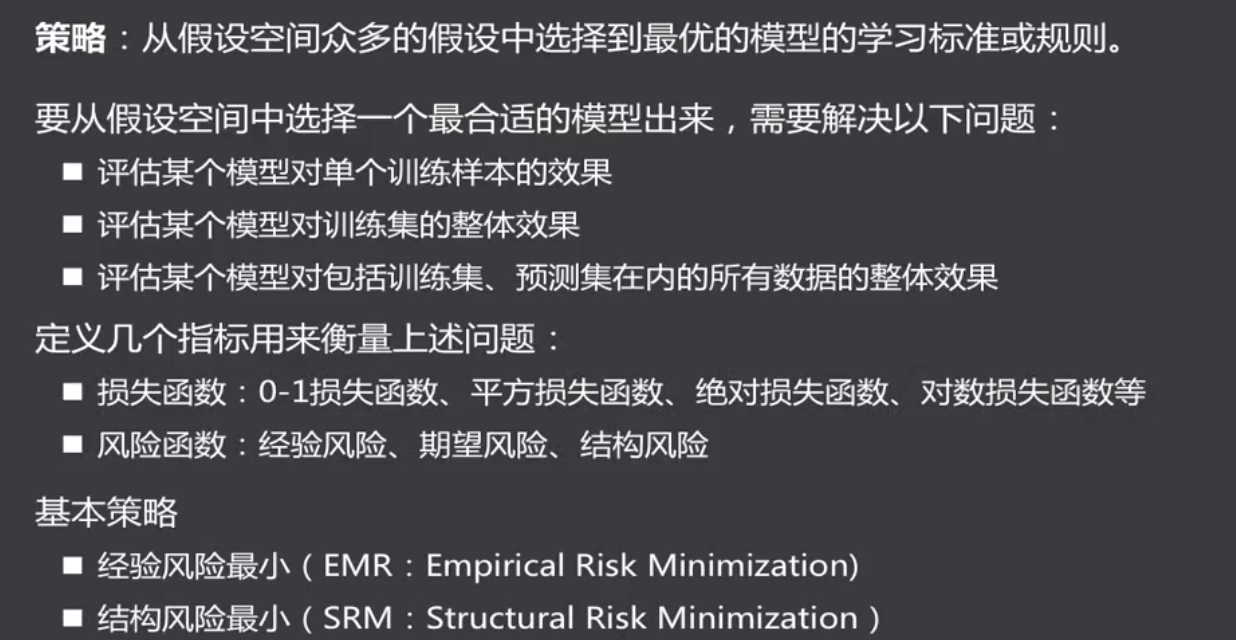 策略：从假设空间众多的假设中选择到最优的模型的学习标准或规则。
要从假设空间中选择一个最合适的模型出来，需要解决以下问题：
■ 评估某个模型对单个训练样本的效果
■ 评估某个模型对训练集的整体效果
■ 评估某个模型对包括训练集、预测集在内的所有数据的整体效果
定义几个指标用来衡量上述问题：
■ 损失函数：0-1损失函数、平方损失函数、绝对损失函数、对数损失函数等
■ 风险函数：经验风险、期望风险、结构风险
基本策略
■ 经验风险最小（EMR：Empirical Risk Minimization)
■ 结构风险最小（SRM：Structural Risk Minimization）